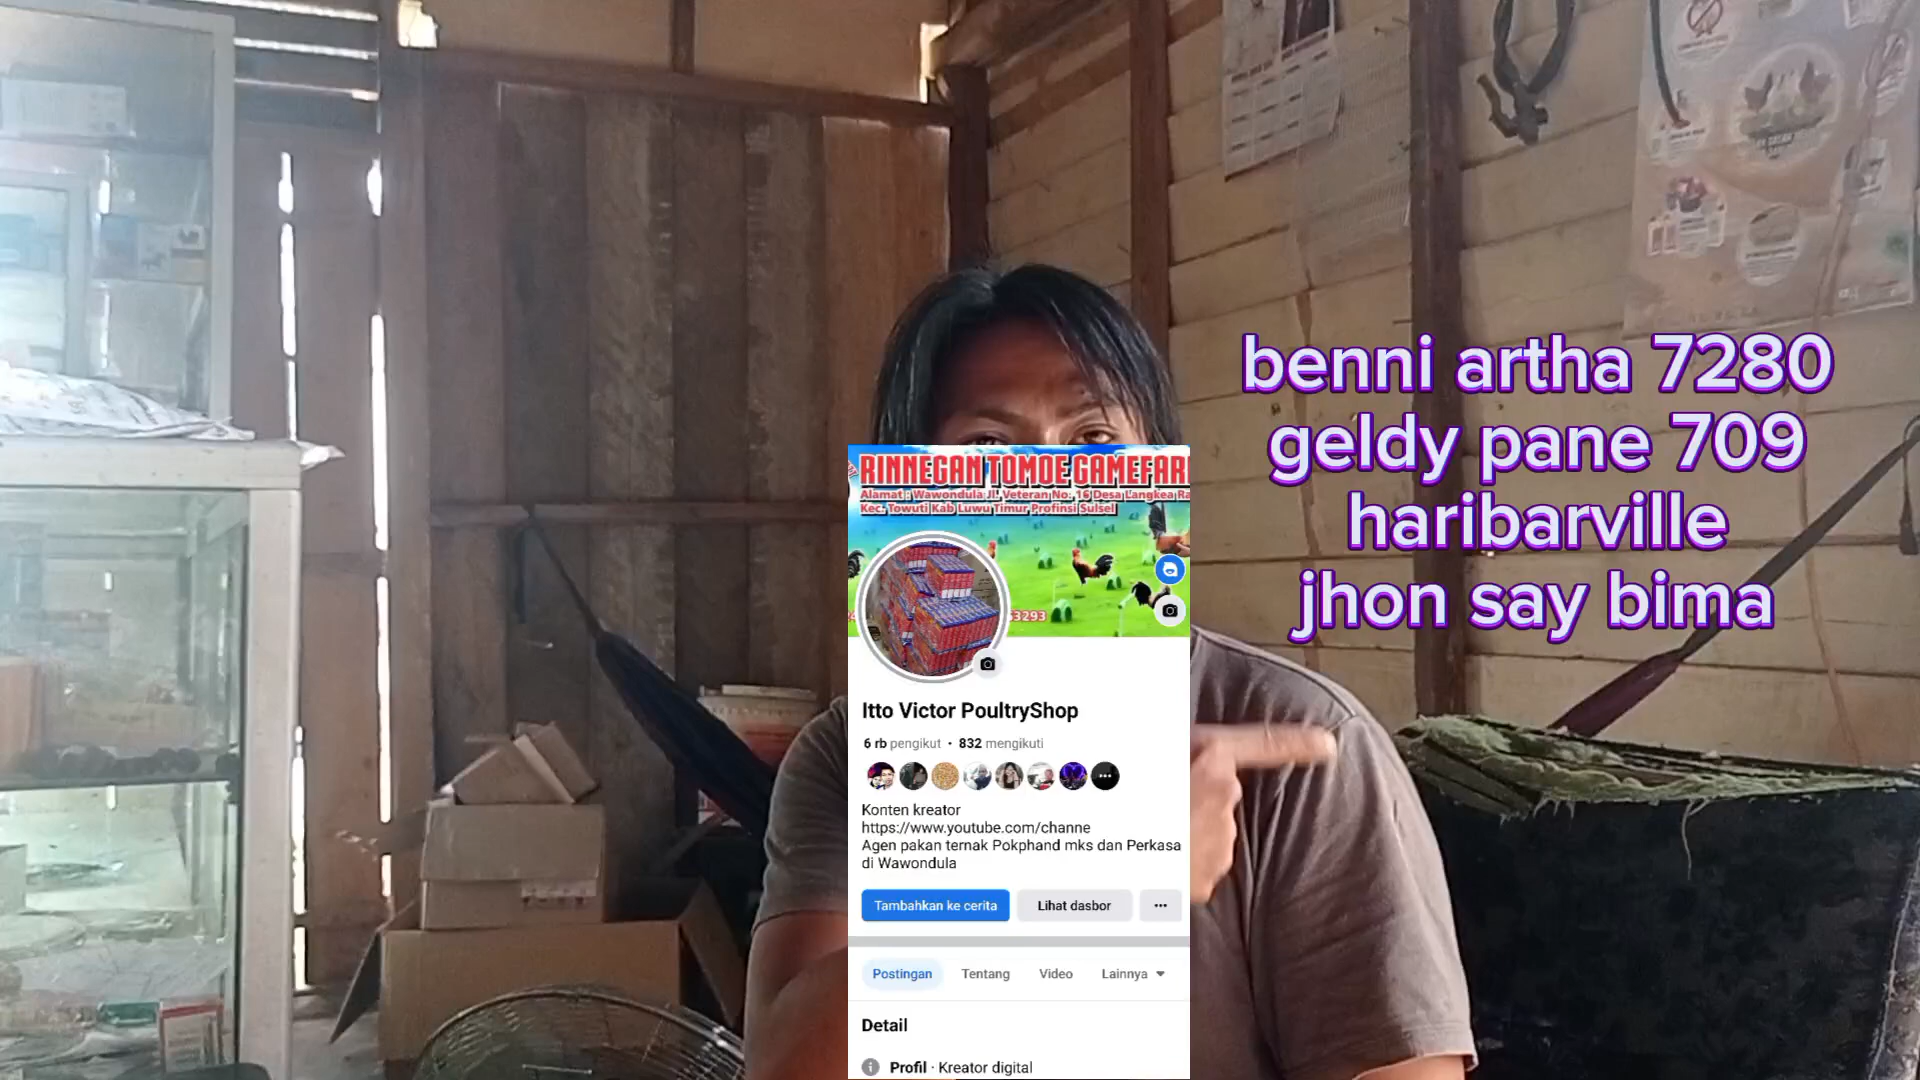 benni artha 7280
geldy pane 709
haribarville
jhon say bima
RINNEGAN TOMOE GAMEFAR
Alamat : Wawondula Jl. Veteran No. 16 Desa Langkea Ra
Kec. Towuti Kab Luwu Timur Profinsi Sulsel
53293
Itto Victor PoultryShop
6 rb pengikut · 832 mengikuti
Konten kreator
https://www.youtube.com/channe
Agen pakan ternak Pokphand mks dan Perkasa
di Wawondula
Tambahkan ke cerita
Lihat dasbor
Postingan
Tentang
Video
Lainnya
Detail
Profil · Kreator digital